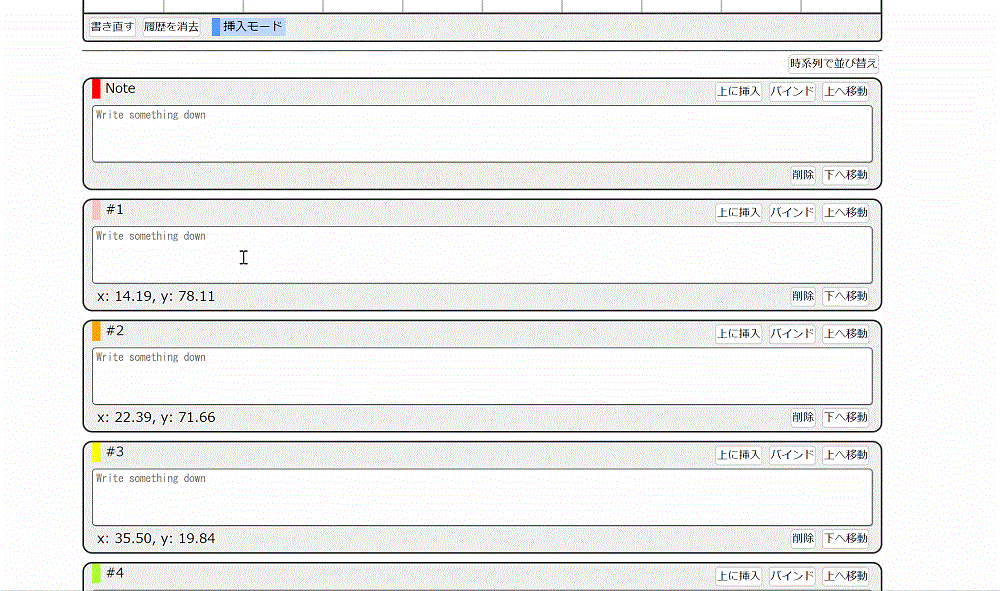 書き直す 履歴を消去 挿入モード
時系列で並び替え
Note 上に挿入 バインド 上へ移動
Write something down
削除 下へ移動
#1 上に挿入 バインド 上へ移動
Write something down
x: 14.19, y: 78.11 削除 下へ移動
#2 上に挿入 バインド 上へ移動
Write something down
x: 22.39, y: 71.66 削除 下へ移動
#3 上に挿入 バインド 上へ移動
Write something down
x: 35.50, y: 19.84 削除 下へ移動
#4 上に挿入 バインド 上へ移動